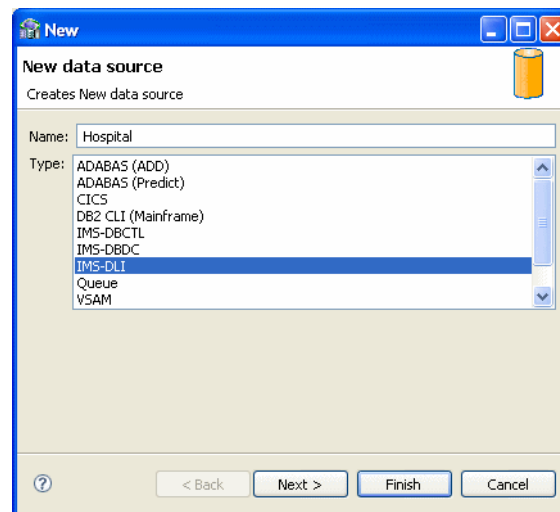 New
New data source
Creates New data source
Name: Hospital
Type: ADABAS (ADD)
ADABAS (Predict)
CICS
DB2 CLI (Mainframe)
IMS-DBCTL
IMS-DBDC
IMS-DLI
Queue
VSAM
? < Back Next > Finish Cancel